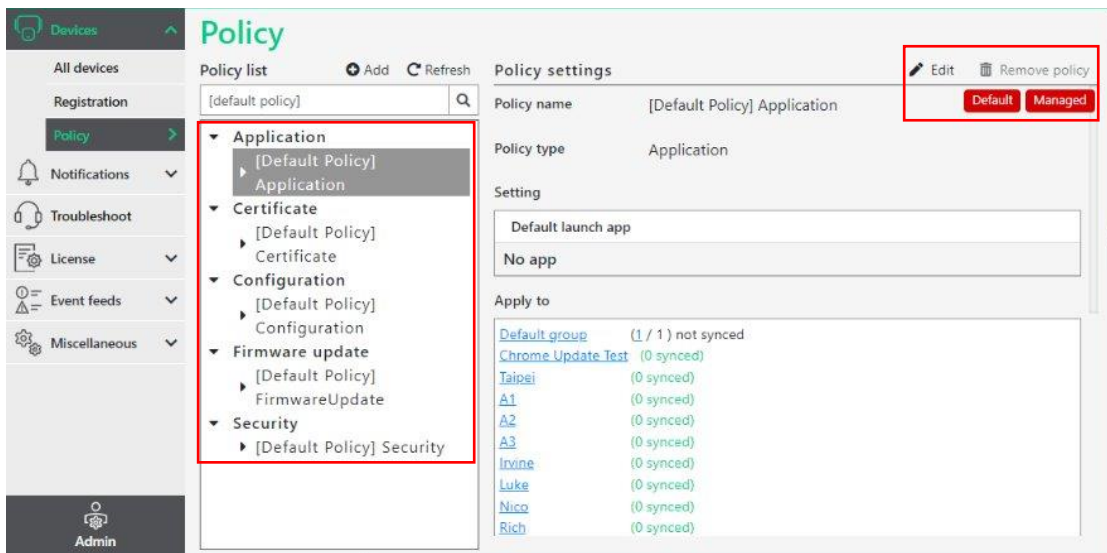 Devices
All devices
Registration
Policy
Notifications
Troubleshoot
License
Event feeds
Miscellaneous
Admin
Policy
Policy list
Add
Refresh
[default policy]
Application
[Default Policy]
Application
Certificate
[Default Policy]
Certificate
Configuration
[Default Policy]
Configuration
Firmware update
[Default Policy]
FirmwareUpdate
Security
[Default Policy] Security
Policy settings
Edit
Remove policy
Policy name [Default Policy] Application
Default Managed
Policy type Application
Setting
Default launch app
No app
Apply to
Default group (1 / 1 ) not synced
Chrome Update Test (0 synced)
Taipei (0 synced)
A1 (0 synced)
A2 (0 synced)
A3 (0 synced)
Irvine (0 synced)
Luke (0 synced)
Nico (0 synced)
Rich (0 synced)